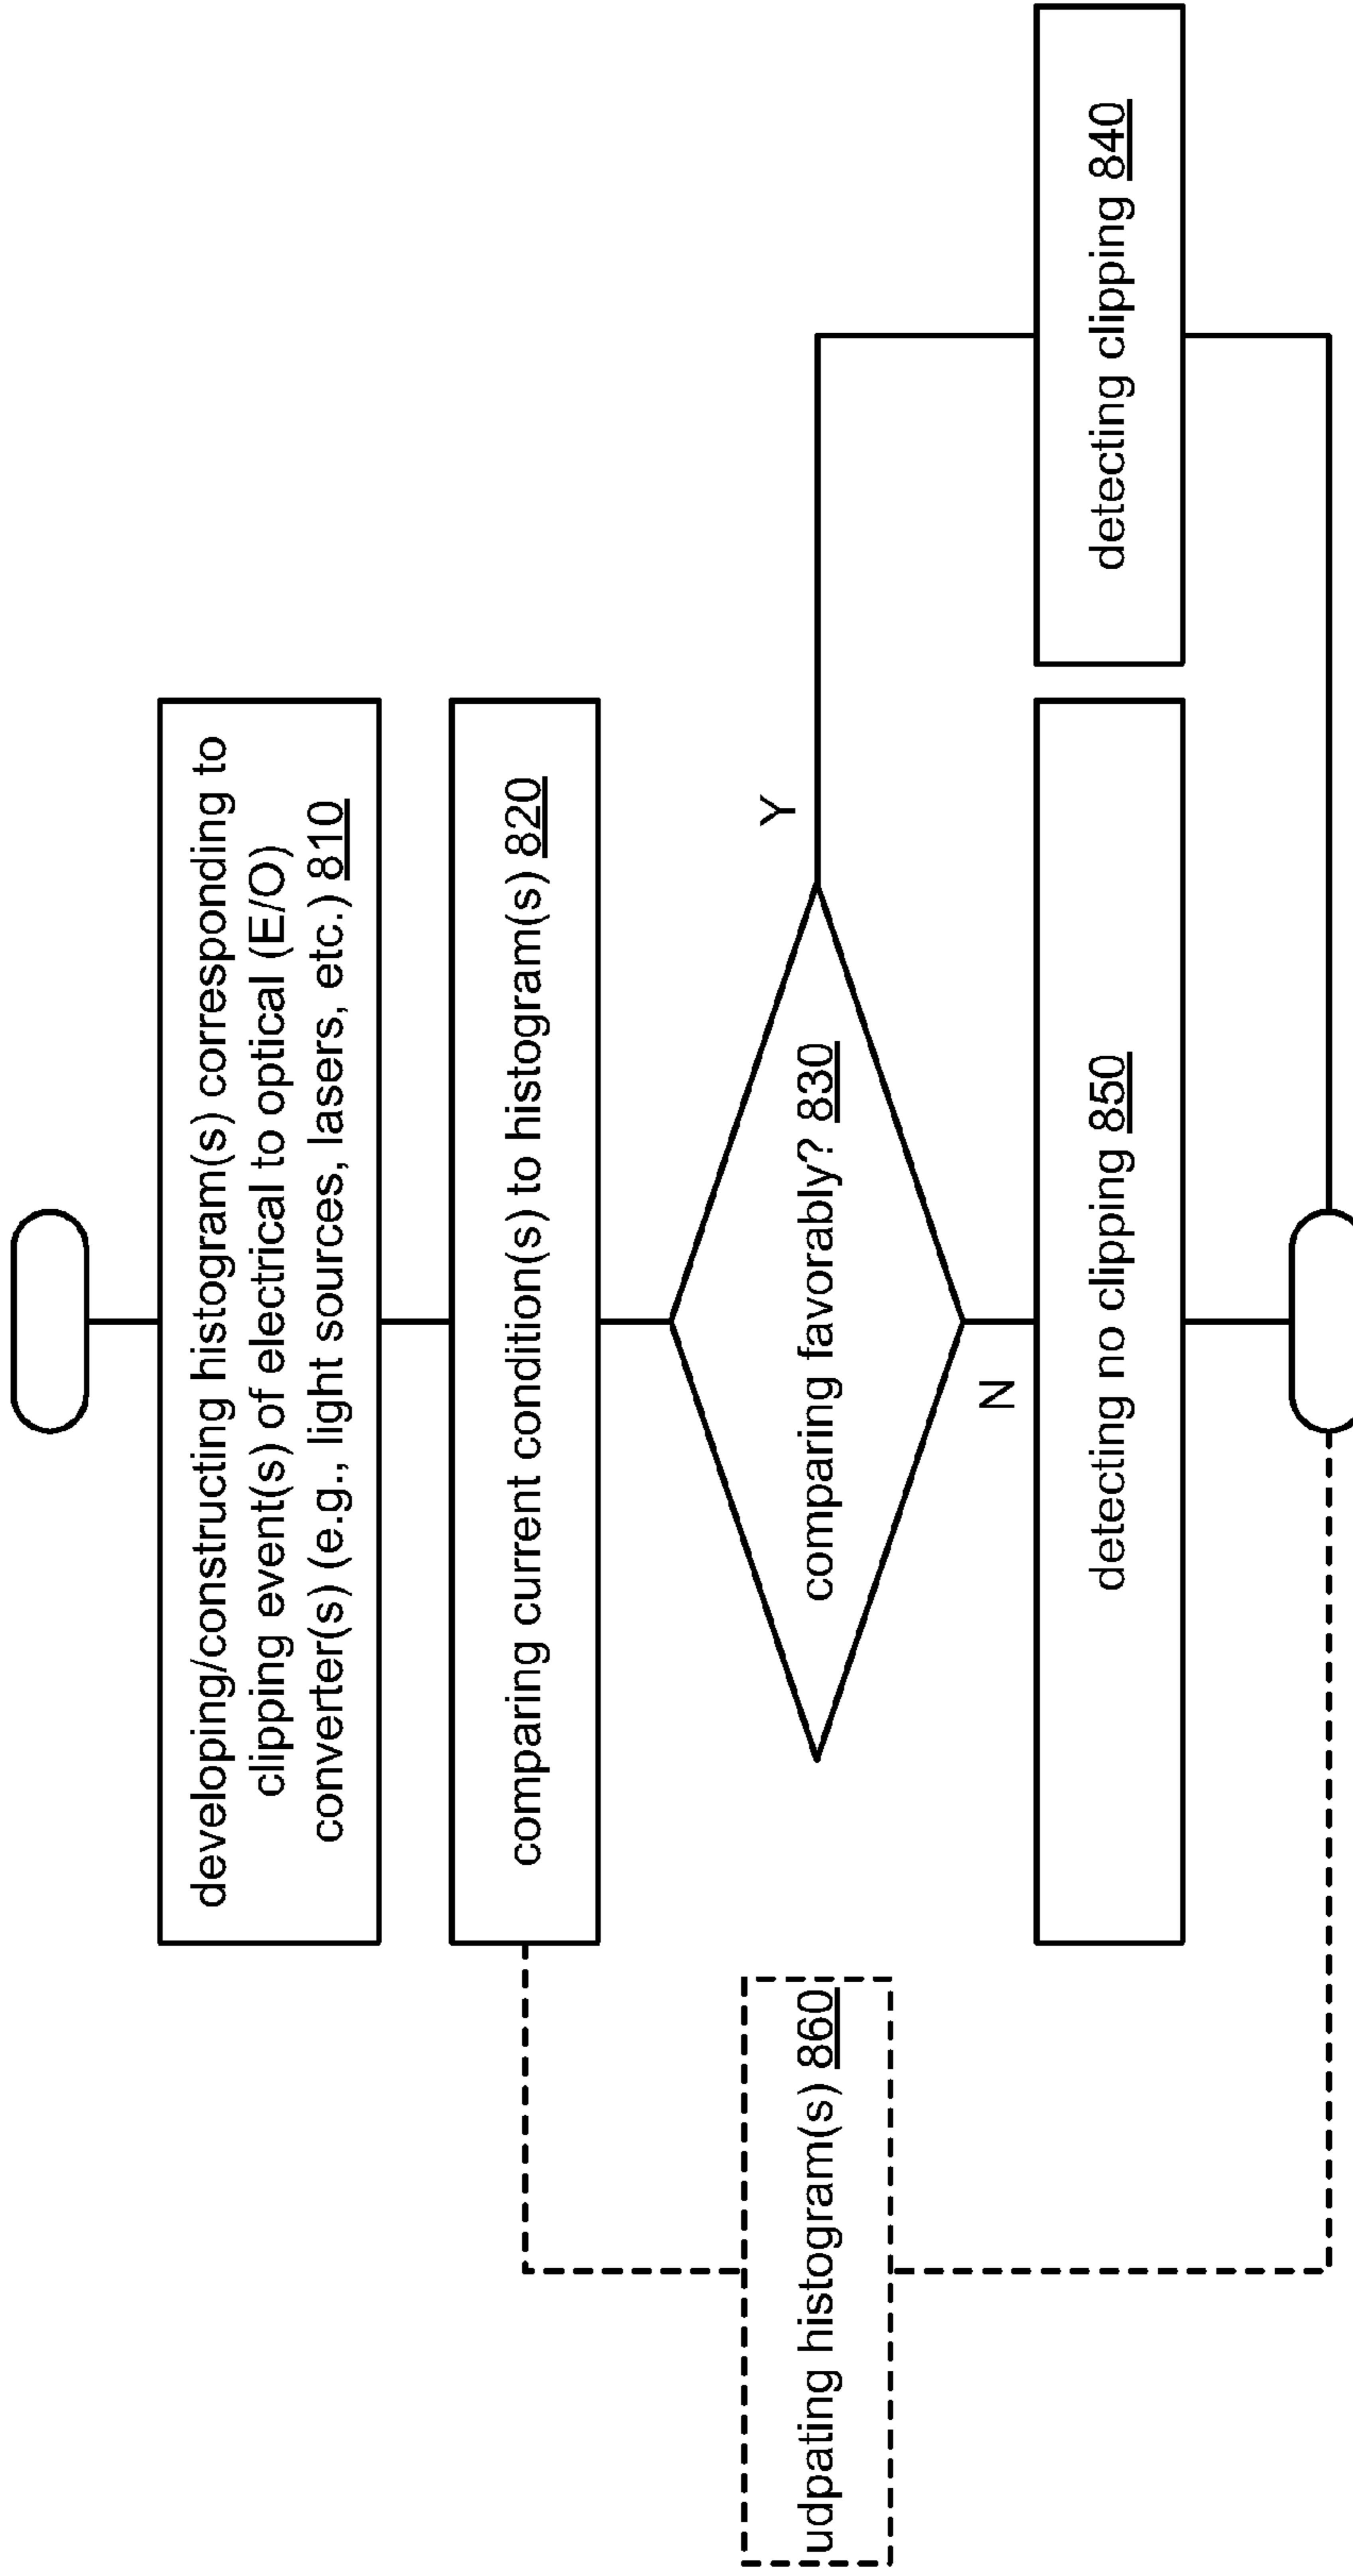 developing/constructing histogram(s) corresponding to
clipping event(s) of electrical to optical (E/O)
converter(s) (e.g., light sources, lasers, etc.) 810
comparing current condition(s) to histogram(s) 820
comparing favorably? 830
Y
N
udpating histogram(s) 860
detecting no clipping 850
detecting clipping 840